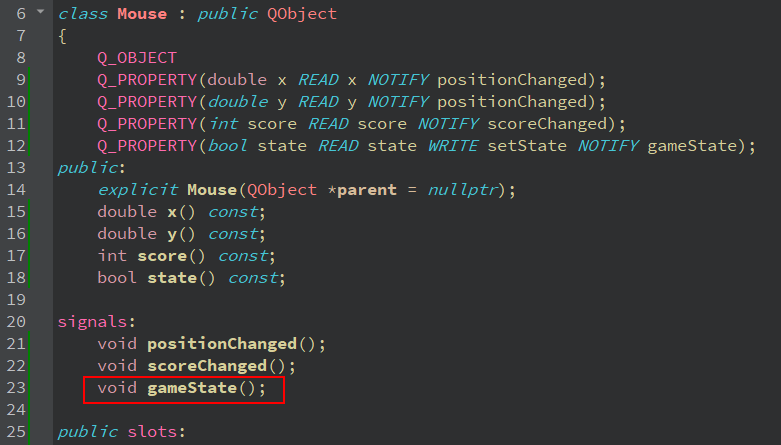 6 class Mouse : public QObject
7 {
8     Q_OBJECT
9     Q_PROPERTY(double x READ x NOTIFY positionChanged);
10     Q_PROPERTY(double y READ y NOTIFY positionChanged);
11     Q_PROPERTY(int score READ score NOTIFY scoreChanged);
12     Q_PROPERTY(bool state READ state WRITE setState NOTIFY gameState);
13 public:
14     explicit Mouse(QObject *parent = nullptr);
15     double x() const;
16     double y() const;
17     int score() const;
18     bool state() const;
19
20 signals:
21     void positionChanged();
22     void scoreChanged();
23     void gameState();
24
25 public slots: